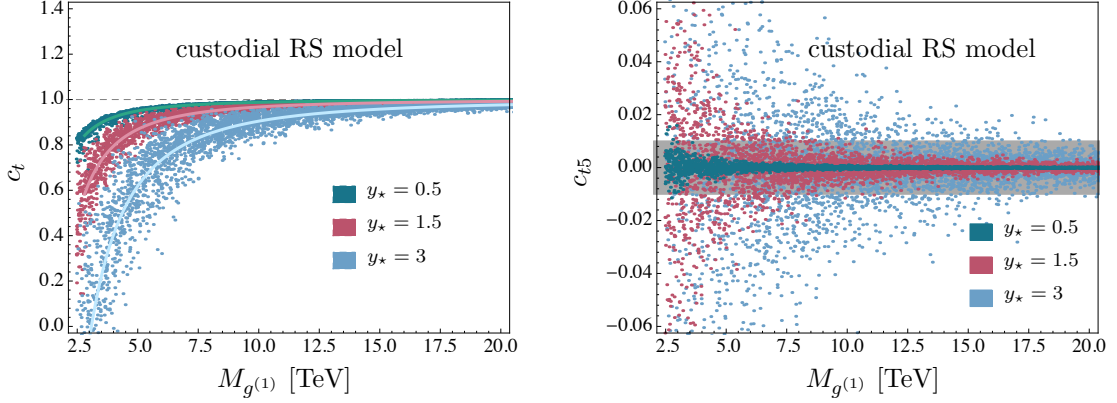 1.4
1.2
1.0
0.8
0.6
0.4
0.2
0.0
c_t
custodial RS model
y⋆ = 0.5
y⋆ = 1.5
y⋆ = 3
2.5 5.0 7.5 10.0 12.5 15.0 17.5 20.0
M_{g^{(1)}} [TeV]
0.06
0.04
0.02
0.00
−0.02
−0.04
−0.06
c_{t5}
custodial RS model
y⋆ = 0.5
y⋆ = 1.5
y⋆ = 3
2.5 5.0 7.5 10.0 12.5 15.0 17.5 20.0
M_{g^{(1)}} [TeV]